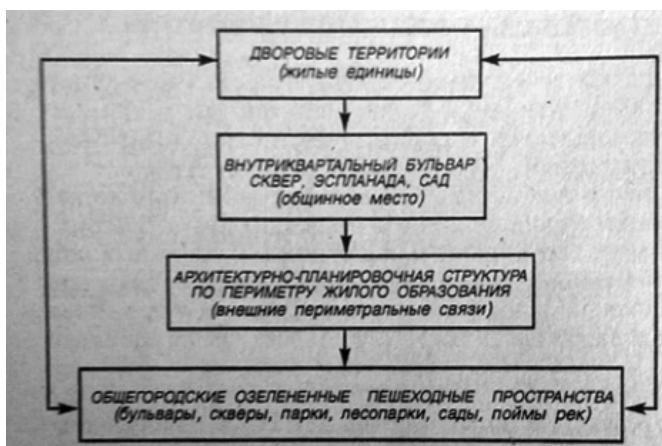 ДВОРОВЫЕ ТЕРРИТОРИИ
(жилые единицы)
ВНУТРИКВАРТАЛЬНЫЙ БУЛЬВАР
СКВЕР, ЭСПЛАНАДА, САД
(общинное место)
АРХИТЕКТУРНО-ПЛАНИРОВОЧНАЯ СТРУКТУРА
ПО ПЕРИМЕТРУ ЖИЛОГО ОБРАЗОВАНИЯ
(внешние периметральные связи)
ОБЩЕГОРОДСКИЕ ОЗЕЛЕНЕННЫЕ ПЕШЕХОДНЫЕ ПРОСТРАНСТВА
(бульвары, скверы, парки, лесопарки, сады, поймы рек)